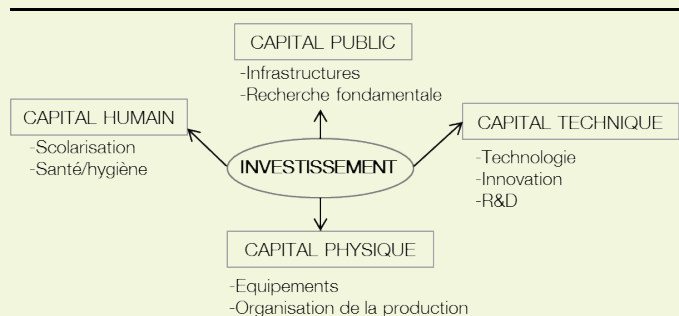 CAPITAL PUBLIC
-Infrastructures
-Recherche fondamentale
CAPITAL HUMAIN
-Scolarisation
-Santé/hygiène
CAPITAL TECHNIQUE
-Technologie
-Innovation
-R&D
INVESTISSEMENT
CAPITAL PHYSIQUE
-Equipements
-Organisation de la production